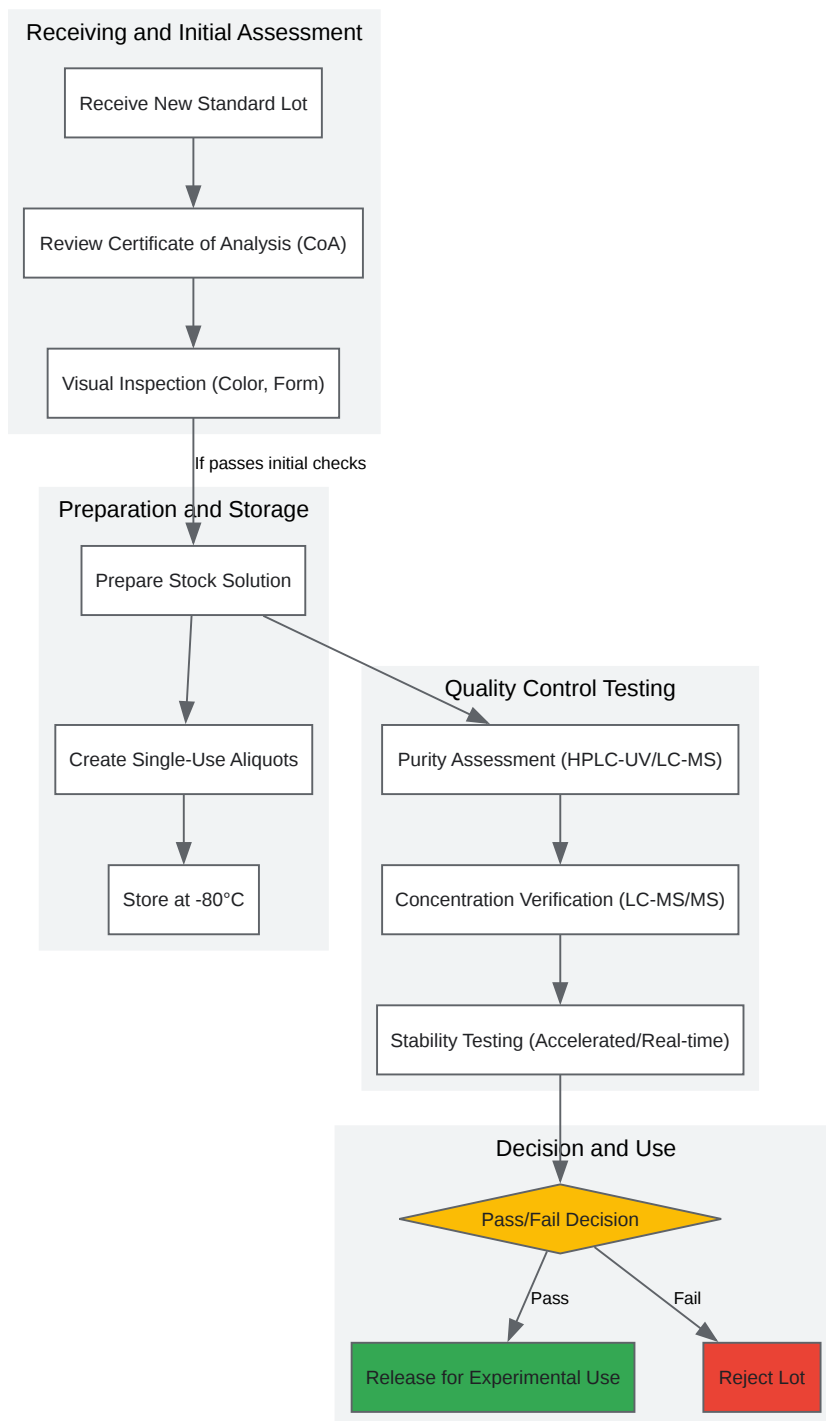 Receiving and Initial Assessment
Receive New Standard Lot
Review Certificate of Analysis (CoA)
Visual Inspection (Color, Form)
If passes initial checks
Preparation and Storage
Prepare Stock Solution
Create Single-Use Aliquots
Store at -80°C
Quality Control Testing
Purity Assessment (HPLC-UV/LC-MS)
Concentration Verification (LC-MS/MS)
Stability Testing (Accelerated/Real-time)
Decision and Use
Pass/Fail Decision
Pass
Fail
Release for Experimental Use
Reject Lot